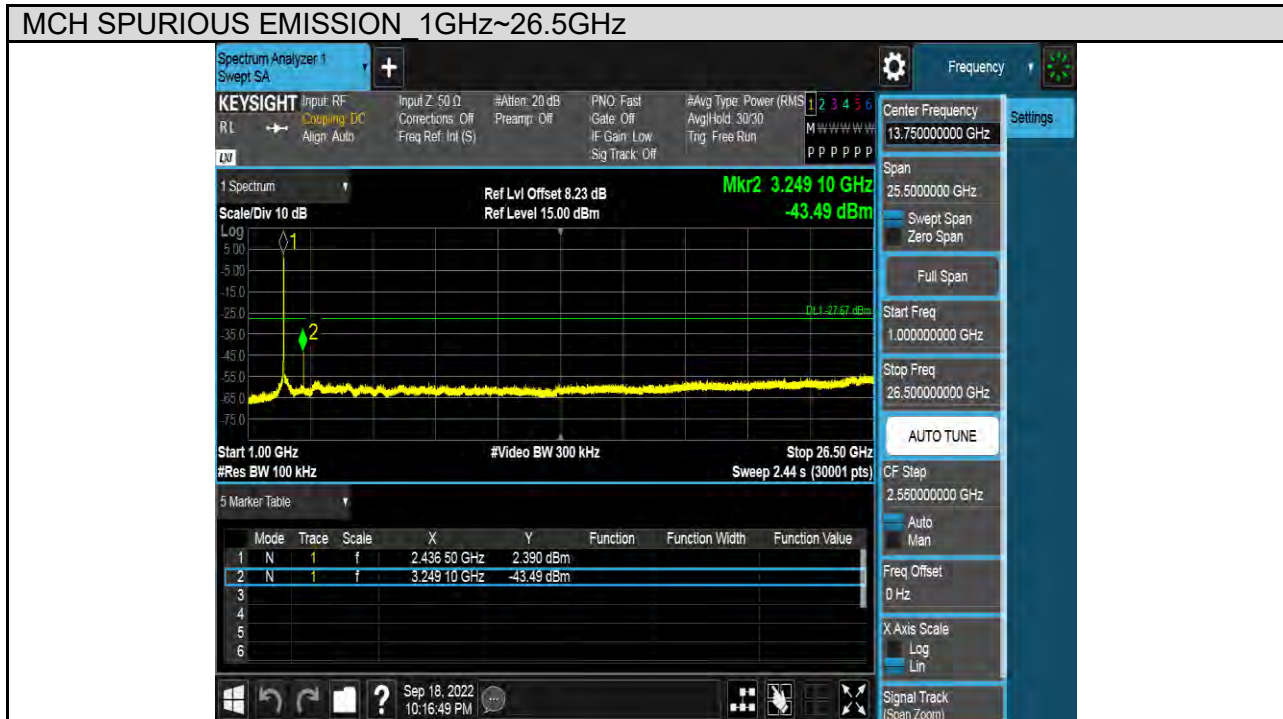 MCH SPURIOUS EMISSION_1GHz~26.5GHz
Spectrum Analyzer 1
Swept SA
+
Frequency
KEYSIGHT
RL
LXI
Input: RF
Coupling: DC
Align: Auto
Input Z: 50 Ω
Corrections: Off
Freq Ref: Int (S)
#Atten: 20 dB
Preamp: Off
PNO: Fast
Gate: Off
IF Gain: Low
Sig Track: Off
#Avg Type: Power (RMS
Avg|Hold: 30/30
Trig: Free Run
1 2 3 4 5 6
M W W W W W
P P P P P P
Center Frequency
13.750000000 GHz
Settings
Span
25.5000000 GHz
Swept Span
Zero Span
Full Span
Start Freq
1.000000000 GHz
Stop Freq
26.500000000 GHz
AUTO TUNE
CF Step
2.550000000 GHz
Auto
Man
Freq Offset
0 Hz
X Axis Scale
Log
Lin
Signal Track
(Span Zoom)
1 Spectrum
Scale/Div 10 dB
Ref Lvl Offset 8.23 dB
Ref Level 15.00 dBm
Mkr2 3.249 10 GHz
-43.49 dBm
Log
5.00
-5.00
-15.0
-25.0
-35.0
-45.0
-55.0
-65.0
-75.0
1
2
DL1 -27.67 dBm
Start 1.00 GHz
#Res BW 100 kHz
#Video BW 300 kHz
Stop 26.50 GHz
Sweep 2.44 s (30001 pts)
5 Marker Table
Mode Trace Scale X Y Function Function Width Function Value
1 N 1 f 2.436 50 GHz 2.390 dBm
2 N 1 f 3.249 10 GHz -43.49 dBm
3
4
5
6
?
Sep 18, 2022
10:16:49 PM